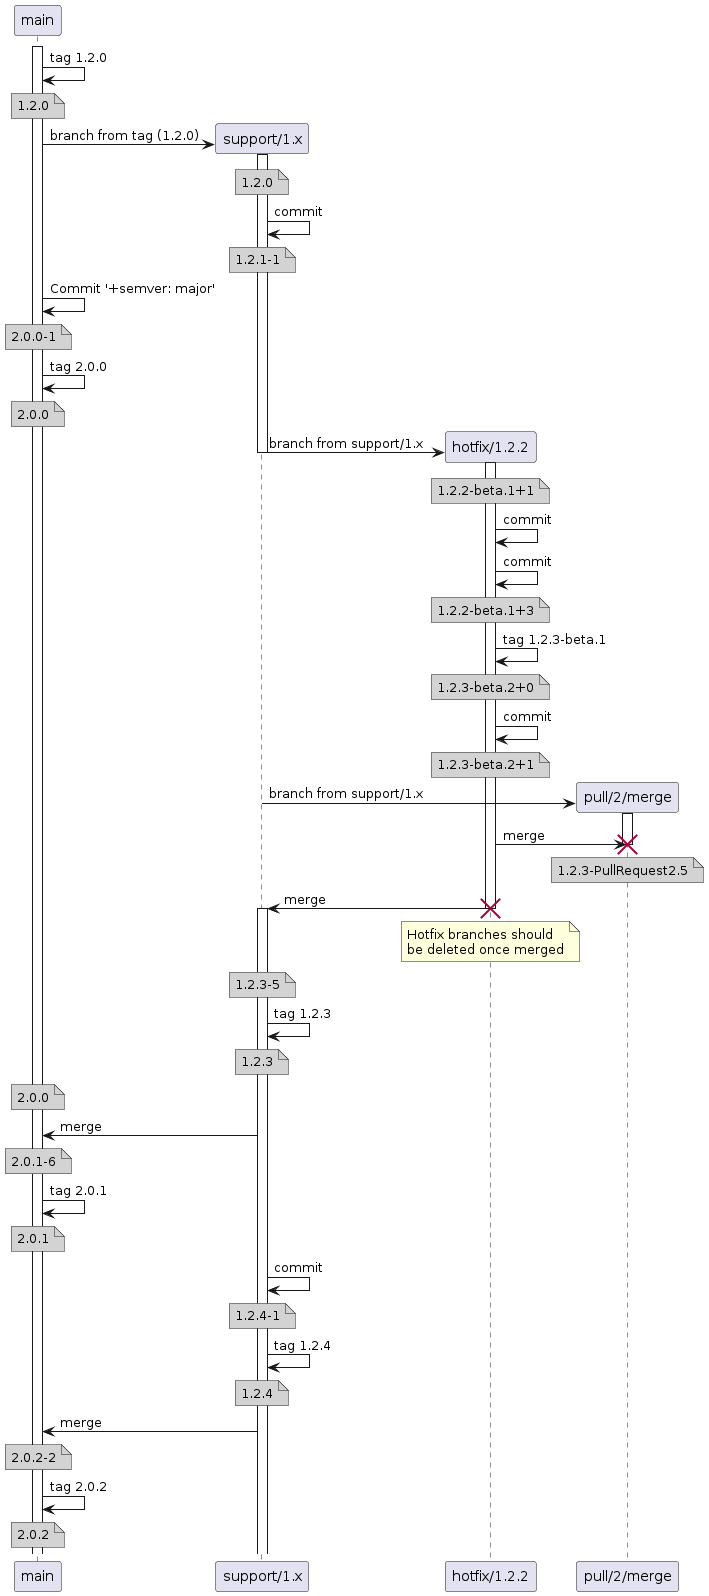 main
tag 1.2.0
1.2.0
branch from tag (1.2.0)
support/1.x
1.2.0
commit
1.2.1-1
Commit '+semver: major'
2.0.0-1
tag 2.0.0
2.0.0
branch from support/1.x
hotfix/1.2.2
1.2.2-beta.1+1
commit
commit
1.2.2-beta.1+3
tag 1.2.3-beta.1
1.2.3-beta.2+0
commit
1.2.3-beta.2+1
branch from support/1.x
pull/2/merge
merge
1.2.3-PullRequest2.5
merge
Hotfix branches should
be deleted once merged
1.2.3-5
tag 1.2.3
1.2.3
2.0.0
merge
2.0.1-6
tag 2.0.1
2.0.1
commit
1.2.4-1
tag 1.2.4
1.2.4
merge
2.0.2-2
tag 2.0.2
2.0.2
main
support/1.x
hotfix/1.2.2
pull/2/merge